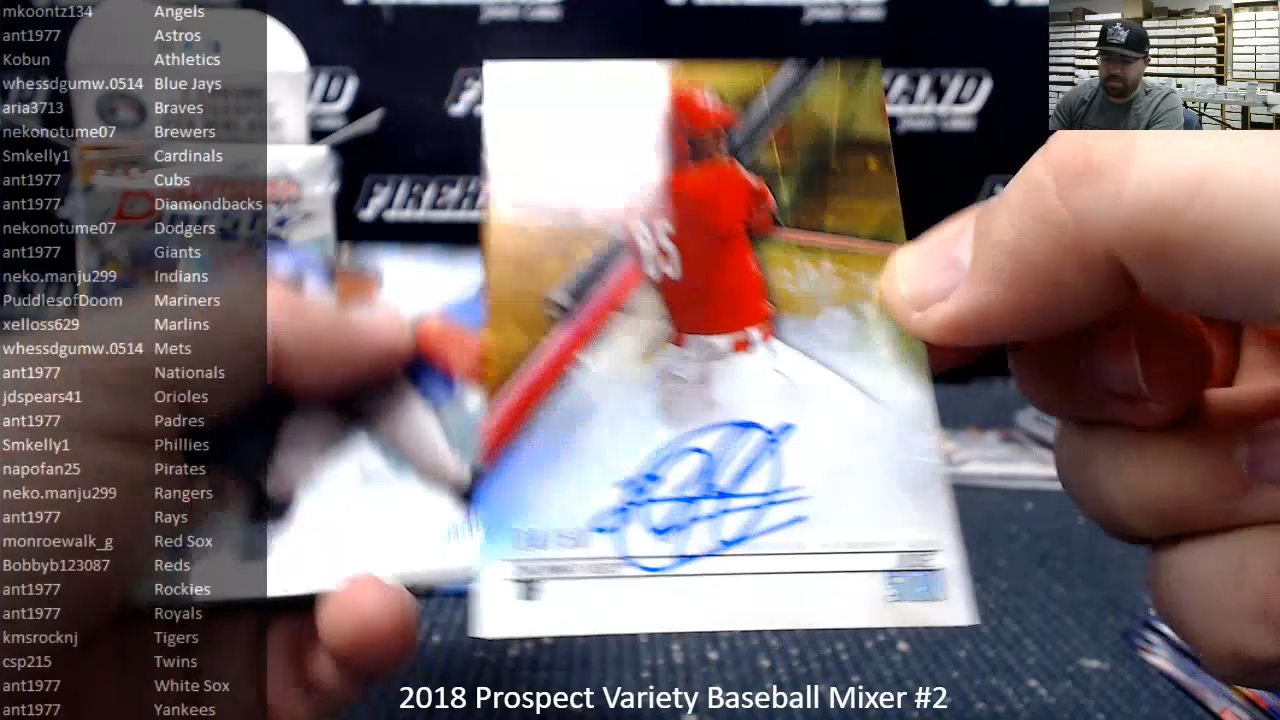 mkoontz134 Angels
ant1977 Astros
Kobun Athletics
whessdgumw.0514 Blue Jays
aria3713 Braves
nekonotume07 Brewers
Smkelly1 Cardinals
ant1977 Cubs
ant1977 Diamondbacks
nekonotume07 Dodgers
ant1977 Giants
neko.manju299 Indians
PuddlesofDoom Mariners
xelloss629 Marlins
whessdgumw.0514 Mets
ant1977 Nationals
jdspears41 Orioles
ant1977 Padres
Smkelly1 Phillies
napofan25 Pirates
neko.manju299 Rangers
ant1977 Rays
monroewalk_g Red Sox
Bobbyb123087 Reds
ant1977 Rockies
ant1977 Royals
kmsrocknj Tigers
csp215 Twins
ant1977 White Sox
ant1977 Yankees
85
2018 Prospect Variety Baseball Mixer #2